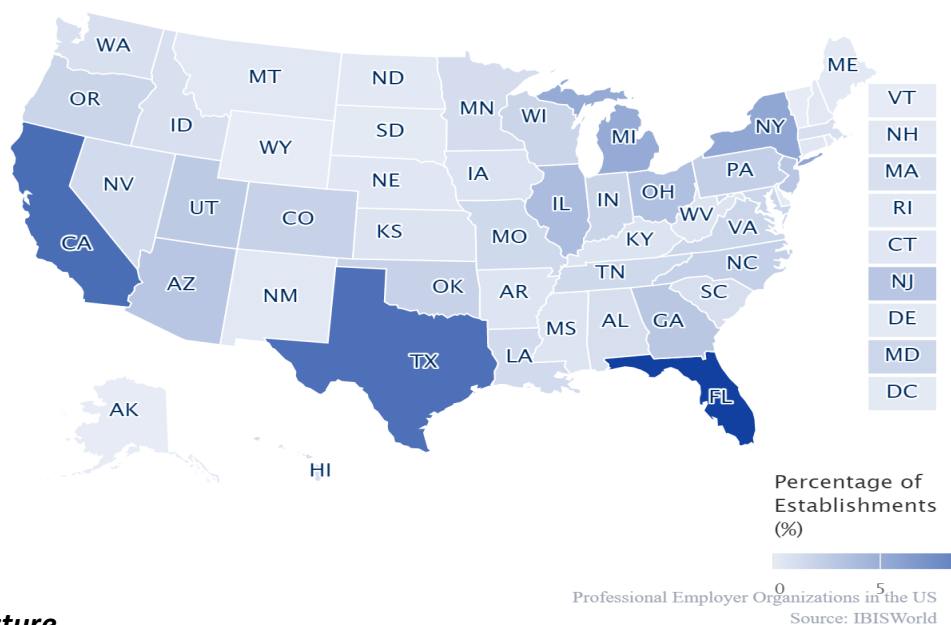 WA
MT
ND
ME
OR
MN
VT
ID
SD
WI
NY
NH
WY
MI
MA
NV
NE
IA
PA
RI
UT
CO
IL
IN
OH
WV
CT
CA
KS
MO
KY
VA
NJ
AZ
OK
TN
NC
DE
NM
AR
SC
MS
AL
GA
MD
TX
LA
DC
AK
FL
HI
Percentage of
Establishments
(%)
0 5
Professional Employer Organizations in the US
Source: IBISWorld